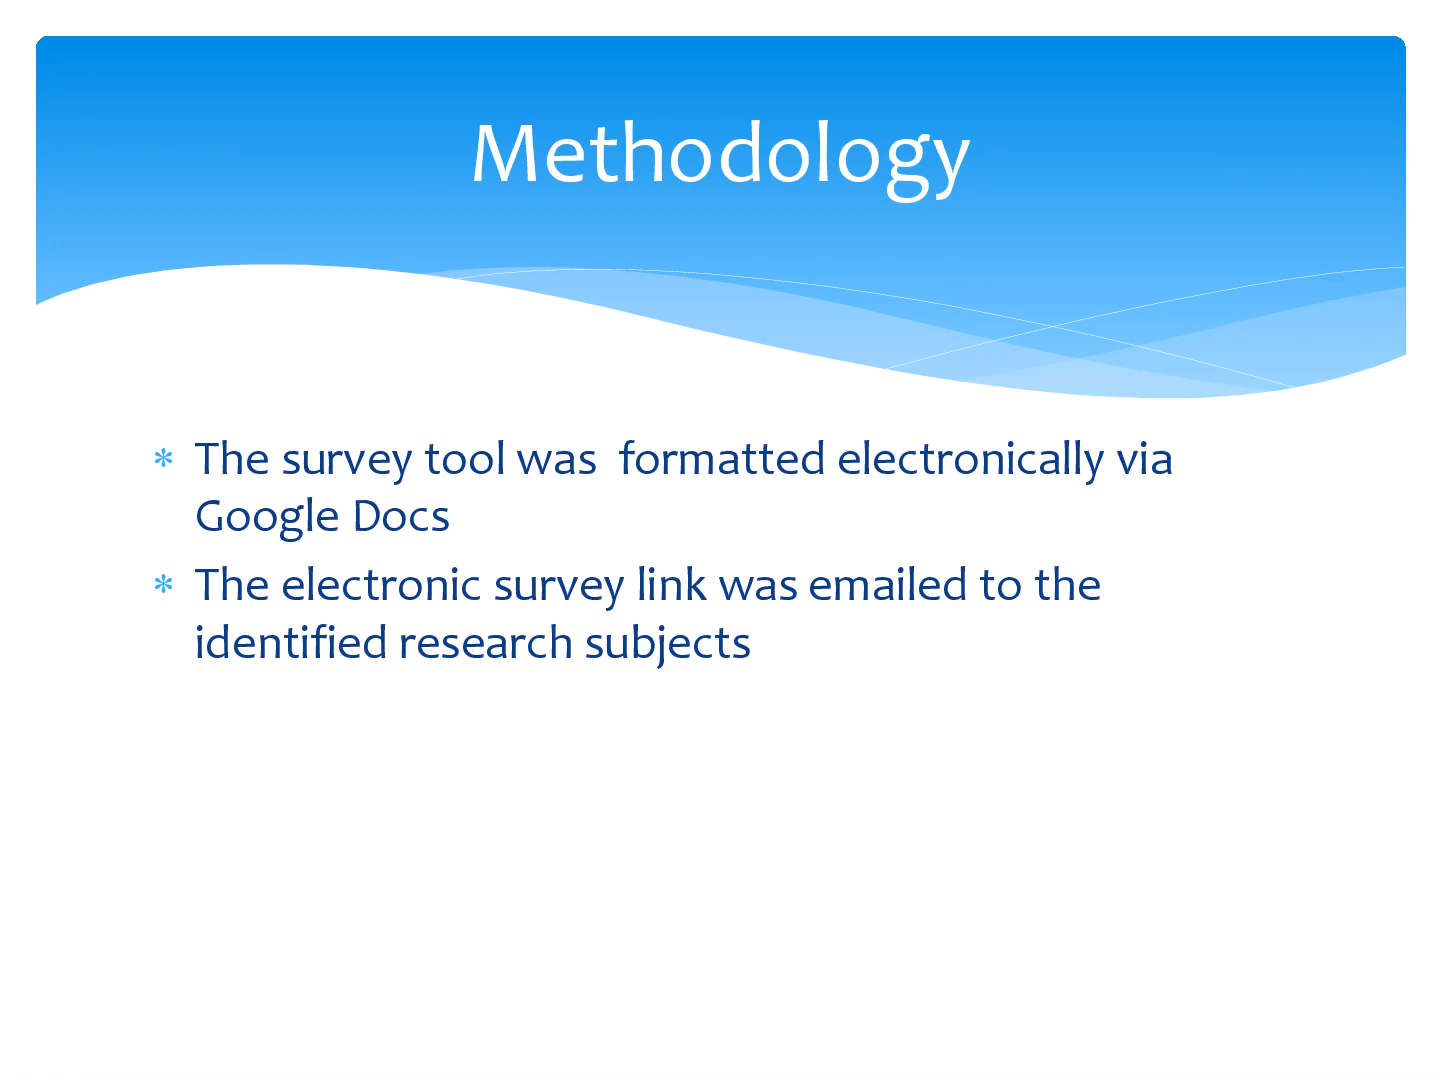 Methodology
* The survey tool was  formatted electronically via
Google Docs
* The electronic survey link was emailed to the
identified research subjects